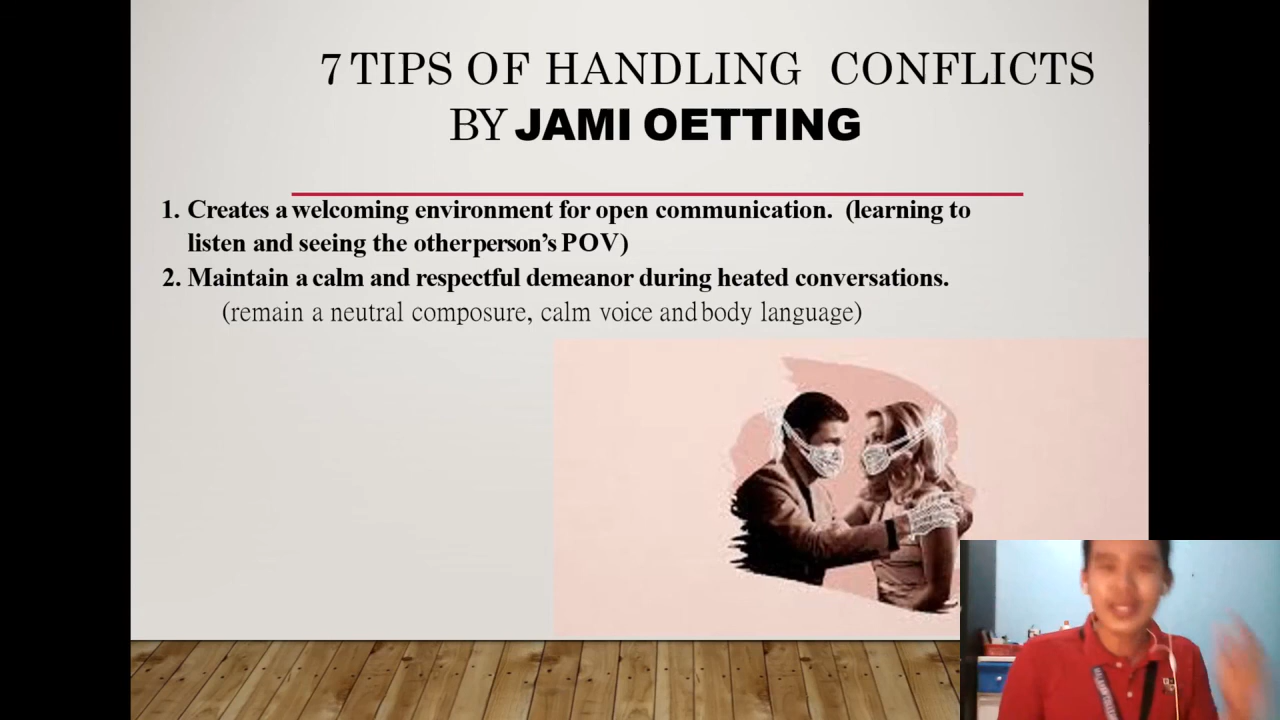 7 TIPS OF HANDLING CONFLICTS
BY JAMI OETTING
1. Creates a welcoming environment for open communication. (learning to
listen and seeing the other person's POV)
2. Maintain a calm and respectful demeanor during heated conversations.
(remain a neutral composure, calm voice and body language)